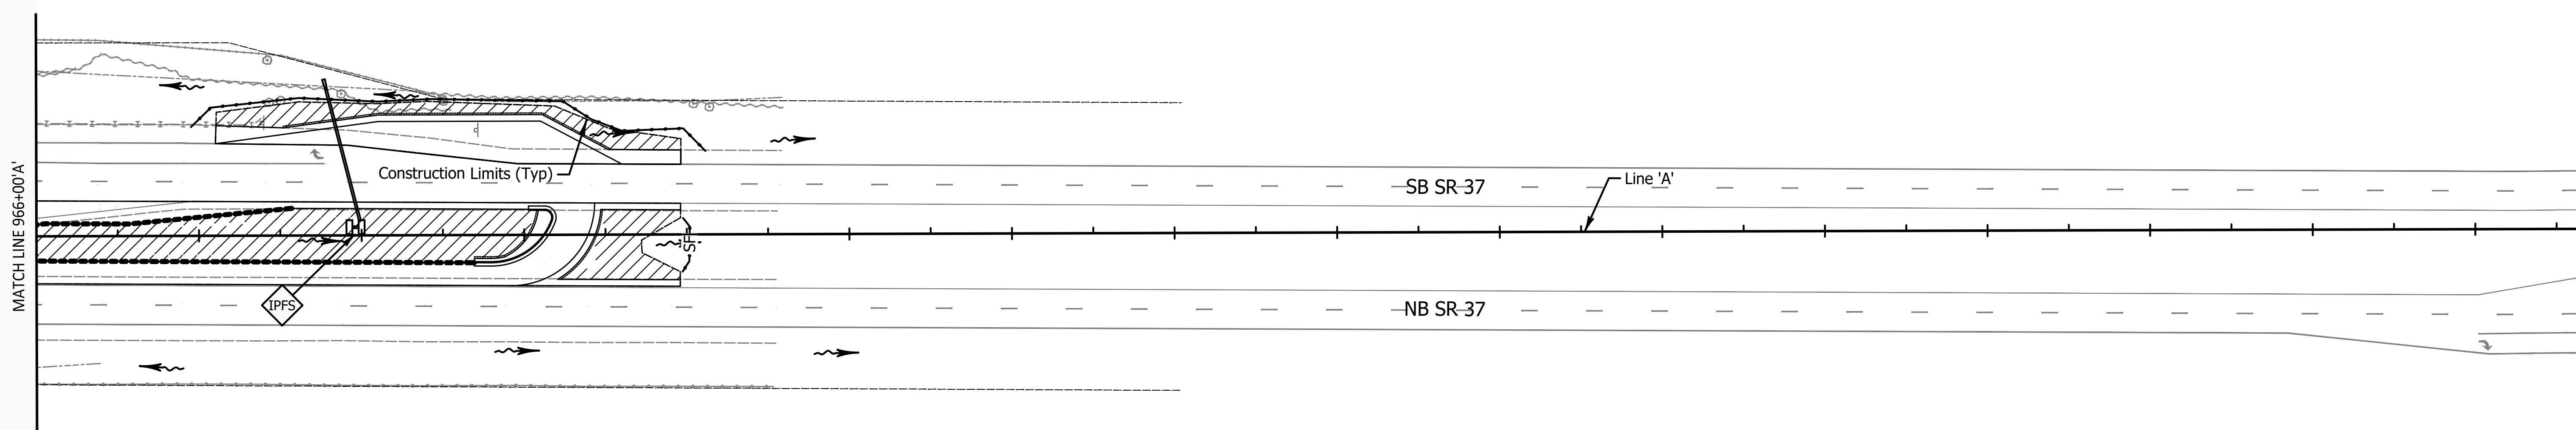 MATCH LINE 966+00'A'
Construction Limits (Typ)
SB SR 37
Line 'A'
SF
IPFS
NB SR 37